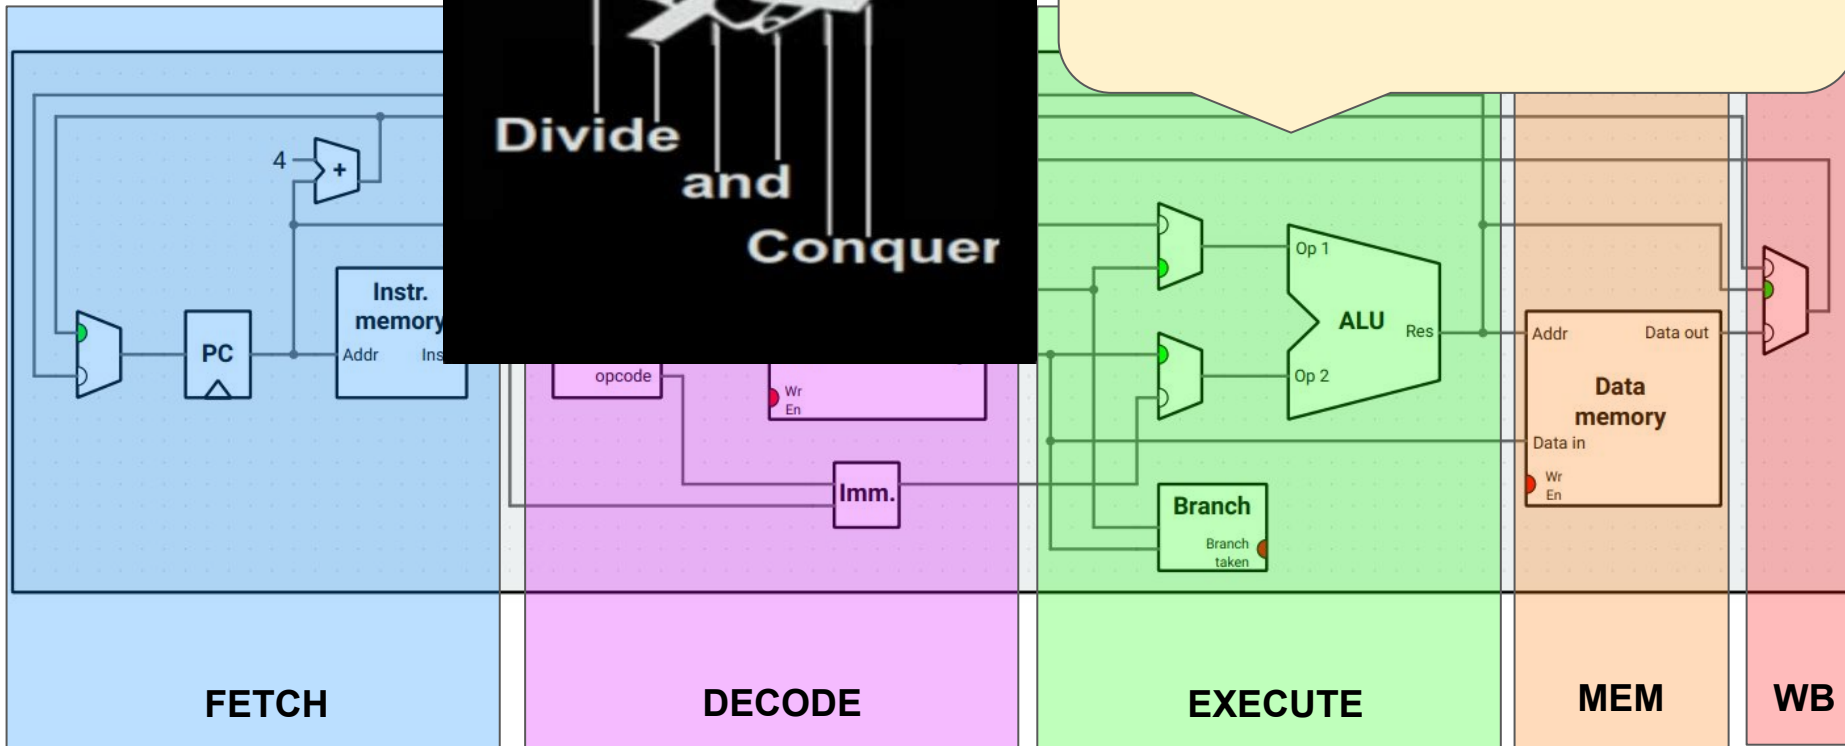 Divide
and
Conquer
4
+
Instr.
memory
Addr
PC
opcode
Wr
En
Imm.
Op 1
ALU
Res
Op 2
Branch
Branch
taken
Addr
Data out
Data
memory
Data in
Wr
En
FETCH
DECODE
EXECUTE
MEM
WB